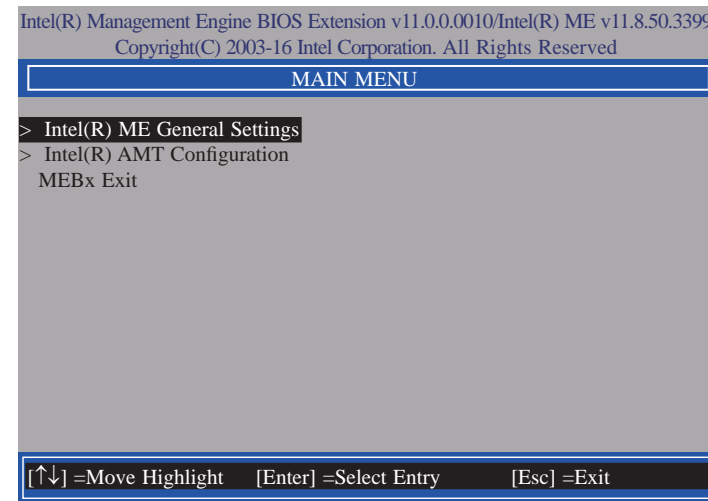 Intel(R) Management Engine BIOS Extension v11.0.0.0010/Intel(R) ME v11.8.50.3399
Copyright(C) 2003-16 Intel Corporation. All Rights Reserved
MAIN MENU
> Intel(R) ME General Settings
> Intel(R) AMT Configuration
MEBx Exit
[↑↓] =Move Highlight [Enter] =Select Entry [Esc] =Exit